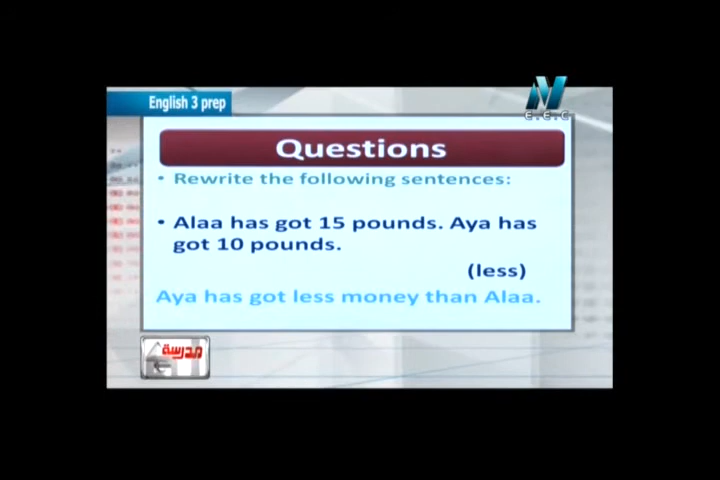 English 3 prep
E.E.C
Questions
• Rewrite the following sentences:
• Alaa has got 15 pounds. Aya has
got 10 pounds.
(less)
Aya has got less money than Alaa.
مدرسة